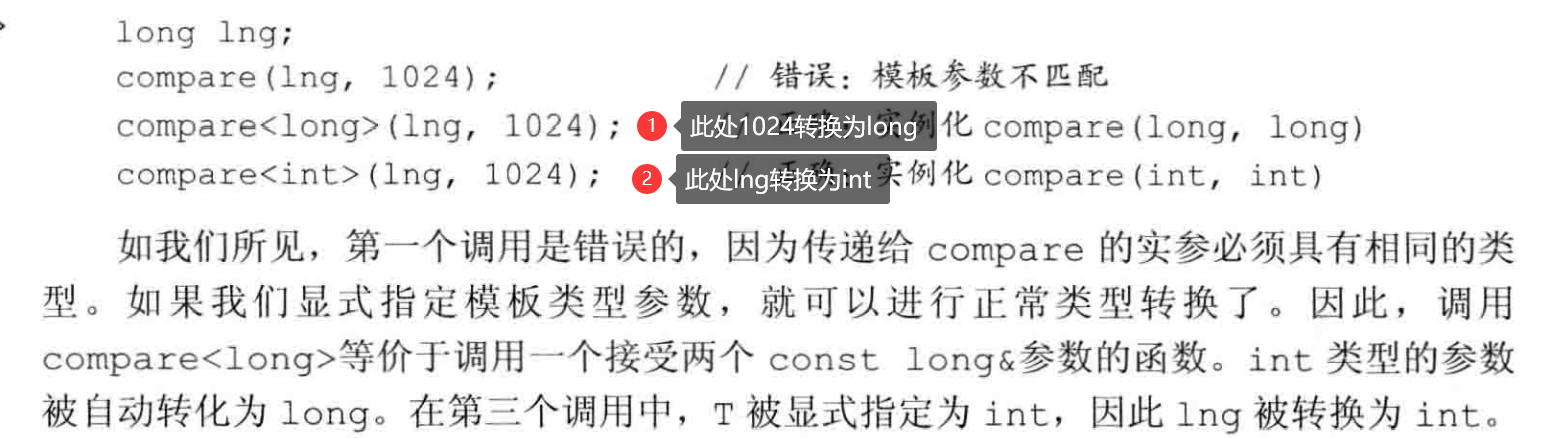 long lng;
compare(lng, 1024); // 错误：模板参数不匹配
compare<long>(lng, 1024); 1 此处1024转换为long 例化 compare(long, long)
compare<int>(lng, 1024); 2 此处lng转换为int 实例化 compare(int, int)
如我们所见，第一个调用是错误的，因为传递给 compare 的实参必须具有相同的类
型。如果我们显式指定模板类型参数，就可以进行正常类型转换了。因此，调用
compare<long>等价于调用一个接受两个 const long&参数的函数。int 类型的参数
被自动转化为 long。在第三个调用中，T 被显式指定为 int，因此 lng 被转换为 int。